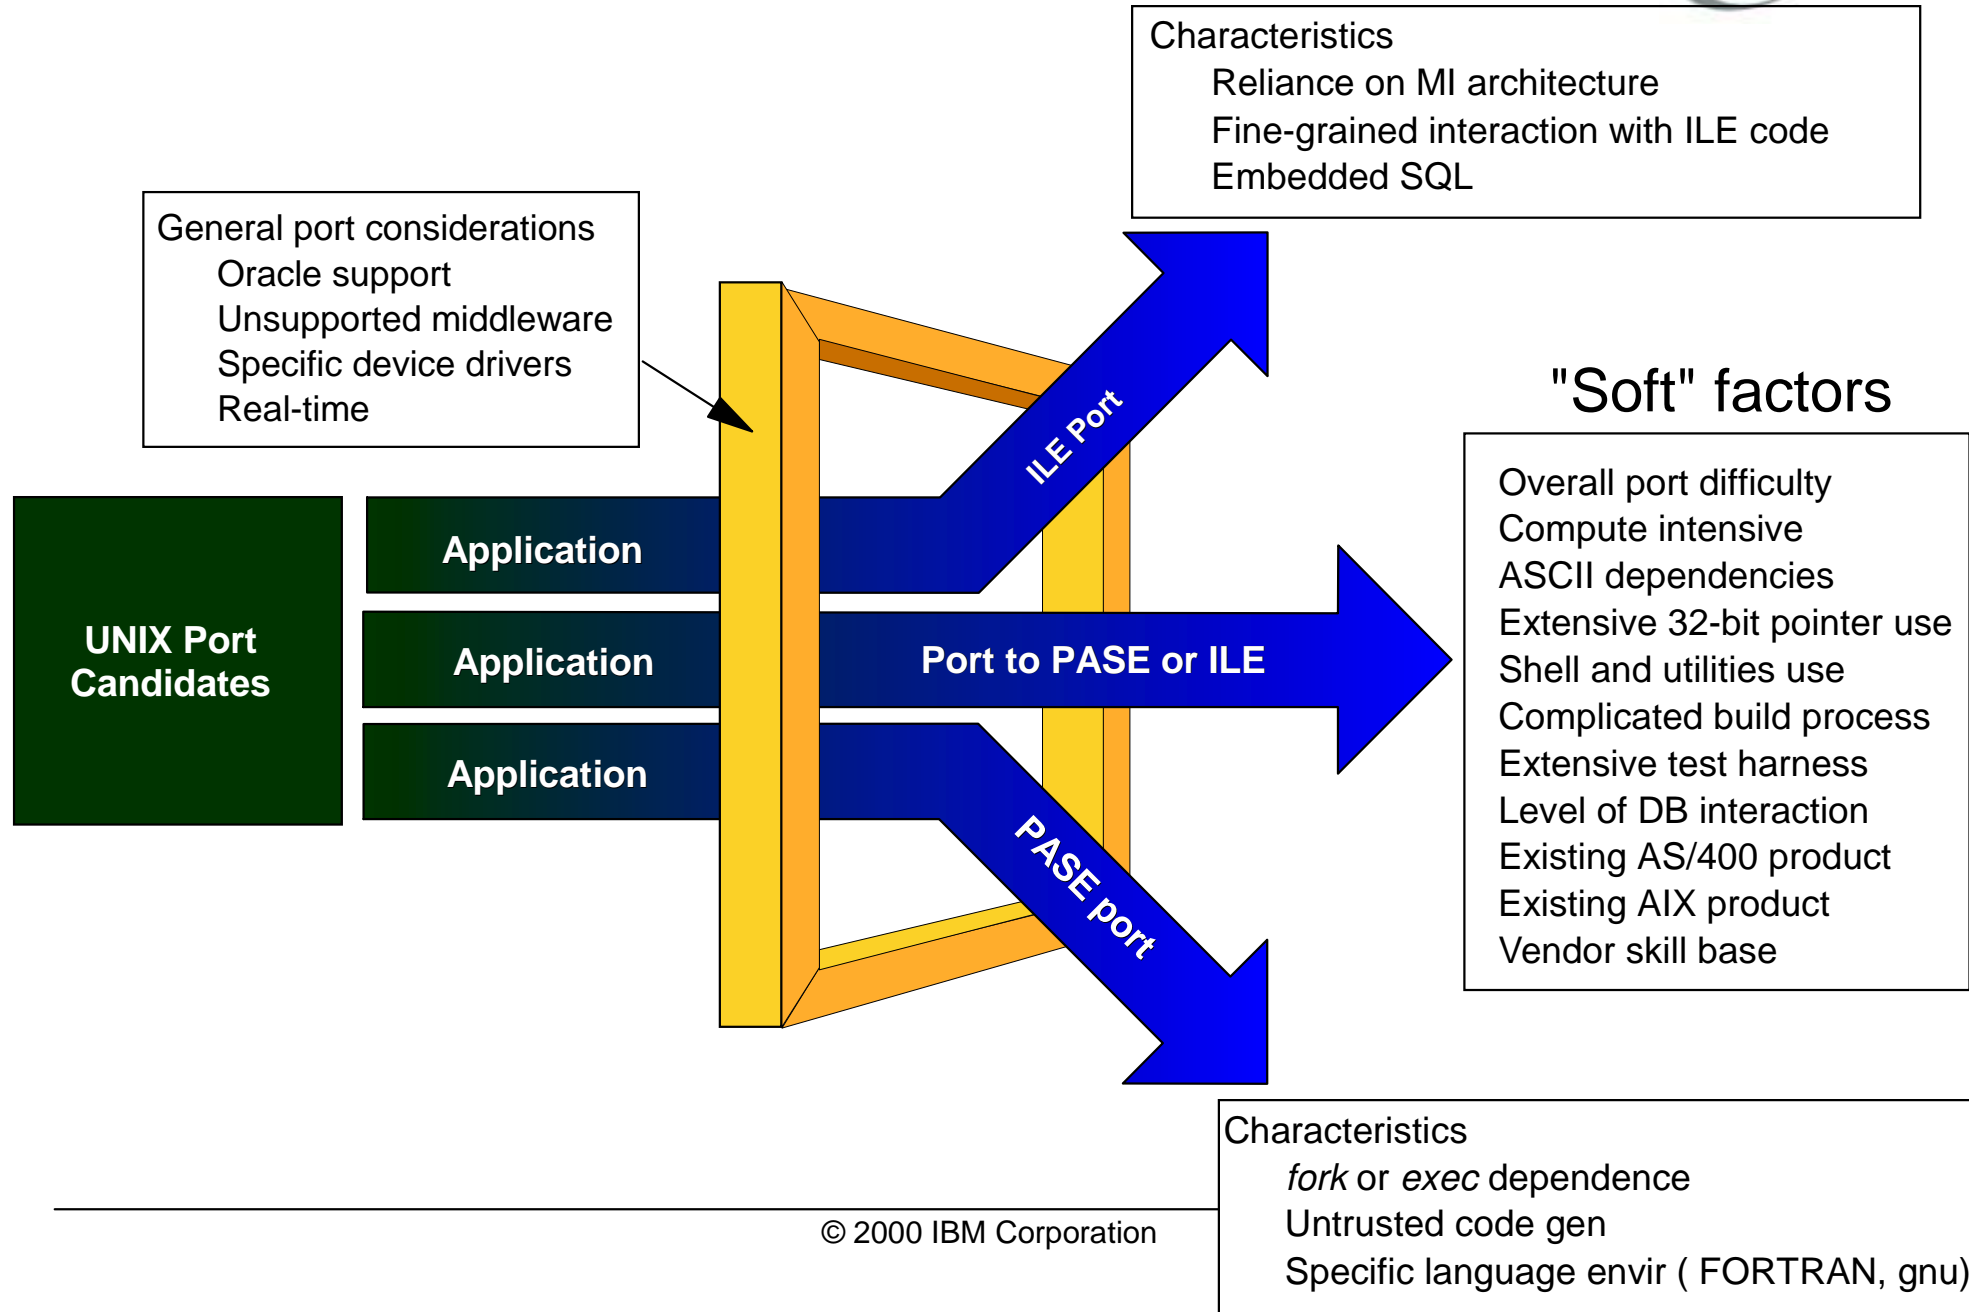 Characteristics
Reliance on MI architecture
Fine-grained interaction with ILE code
Embedded SQL
General port considerations
Oracle support
Unsupported middleware
Specific device drivers
Real-time
"Soft" factors
Overall port difficulty
Compute intensive
ASCII dependencies
Extensive 32-bit pointer use
Shell and utilities use
Complicated build process
Extensive test harness
Level of DB interaction
Existing AS/400 product
Existing AIX product
Vendor skill base
UNIX Port
Candidates
Application
ILE Port
Application
Port to PASE or ILE
Application
PASE port
Characteristics
fork or exec dependence
Untrusted code gen
Specific language envir ( FORTRAN, gnu)
© 2000 IBM Corporation